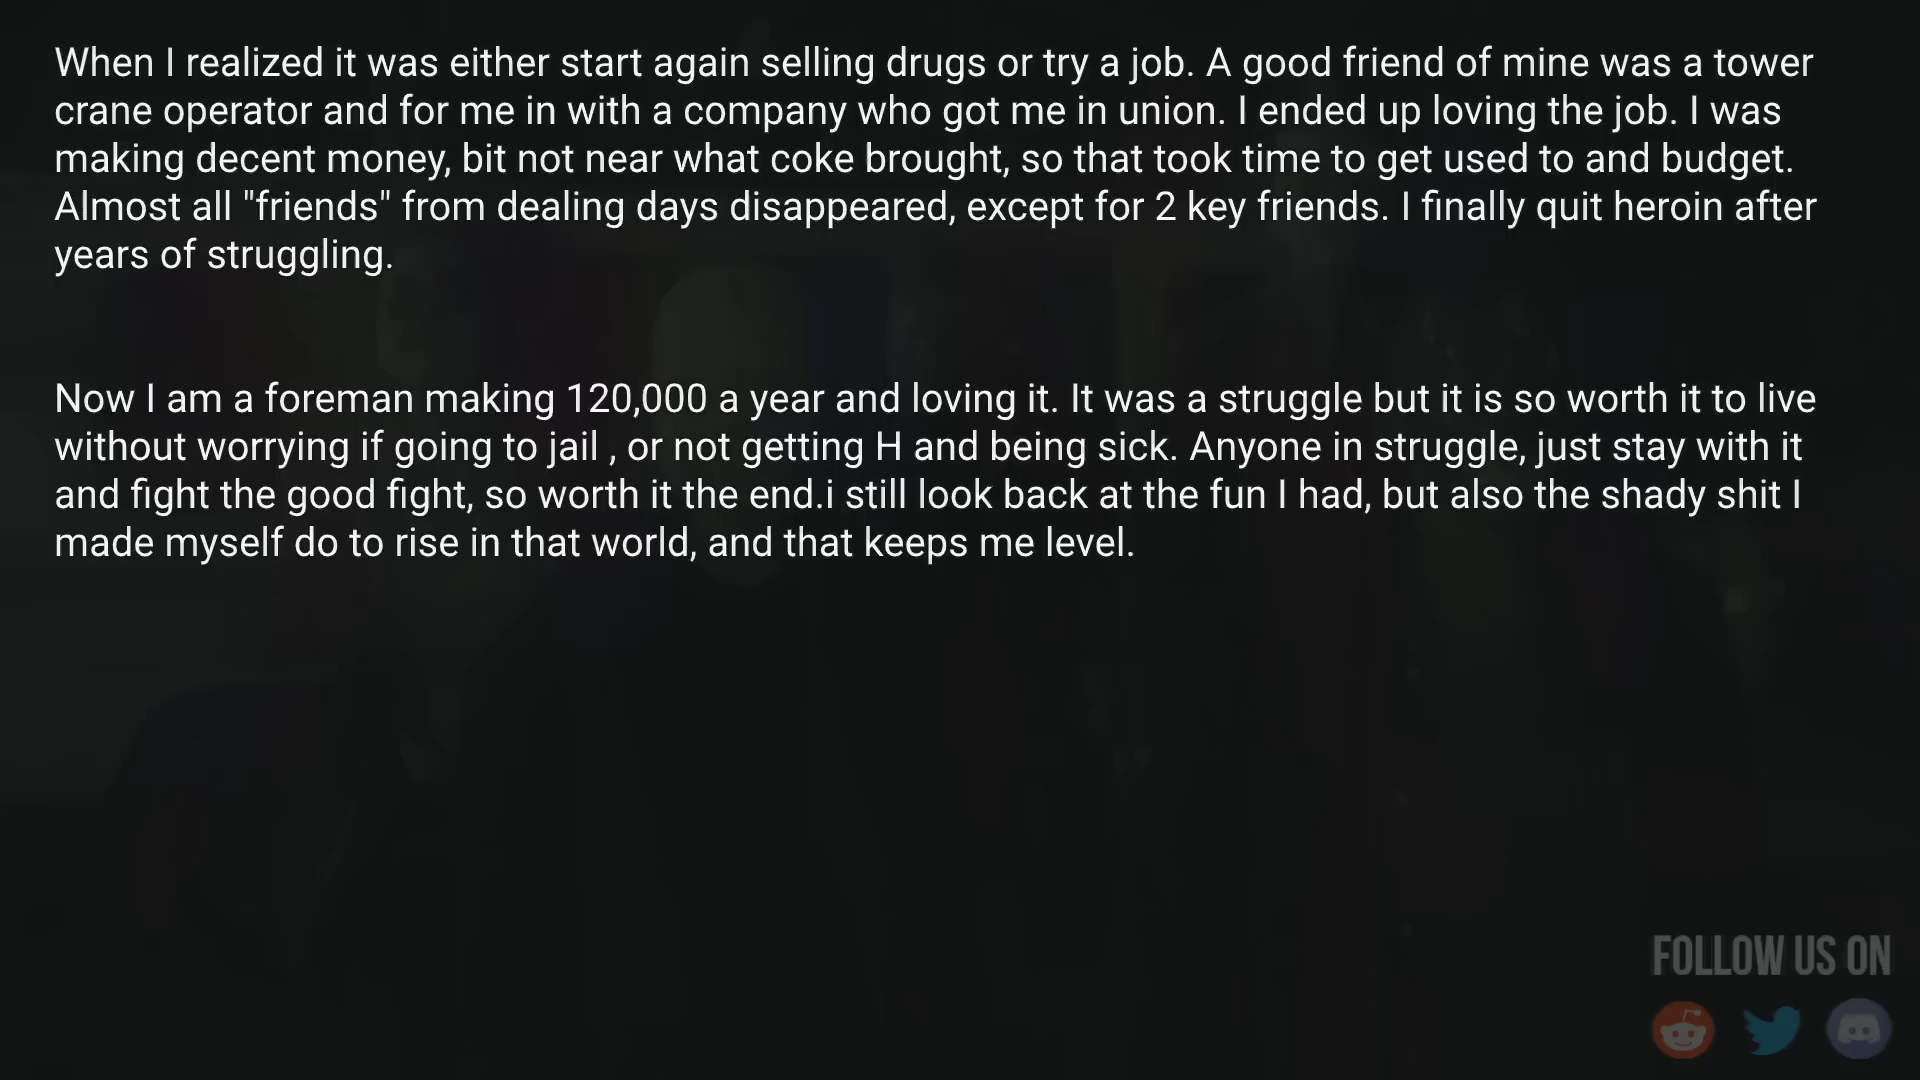 When I realized it was either start again selling drugs or try a job. A good friend of mine was a tower
crane operator and for me in with a company who got me in union. I ended up loving the job. I was
making decent money, bit not near what coke brought, so that took time to get used to and budget.
Almost all "friends" from dealing days disappeared, except for 2 key friends. I finally quit heroin after
years of struggling.
Now I am a foreman making 120,000 a year and loving it. It was a struggle but it is so worth it to live
without worrying if going to jail , or not getting H and being sick. Anyone in struggle, just stay with it
and fight the good fight, so worth it the end.i still look back at the fun I had, but also the shady shit I
made myself do to rise in that world, and that keeps me level.
FOLLOW US ON